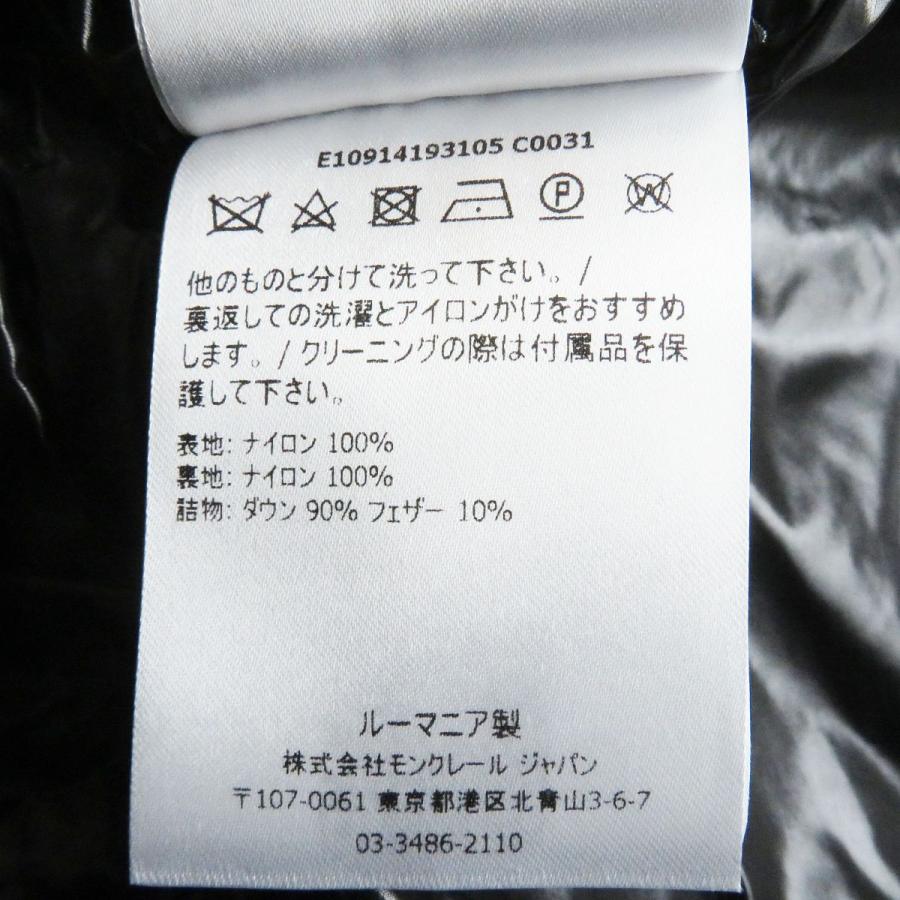 E10914193105 C0031
P
W
他のものと分けて洗って下さい。/
裏返しての洗濯とアイロンがけをおすすめ
します。/ クリーニングの際は付属品を保
護して下さい。
表地: ナイロン 100%
裏地: ナイロン 100%
詰物: ダウン 90% フェザー 10%
ルーマニア製
株式会社モンクレール ジャパン
〒107-0061 東京都港区北青山3-6-7
03-3486-2110